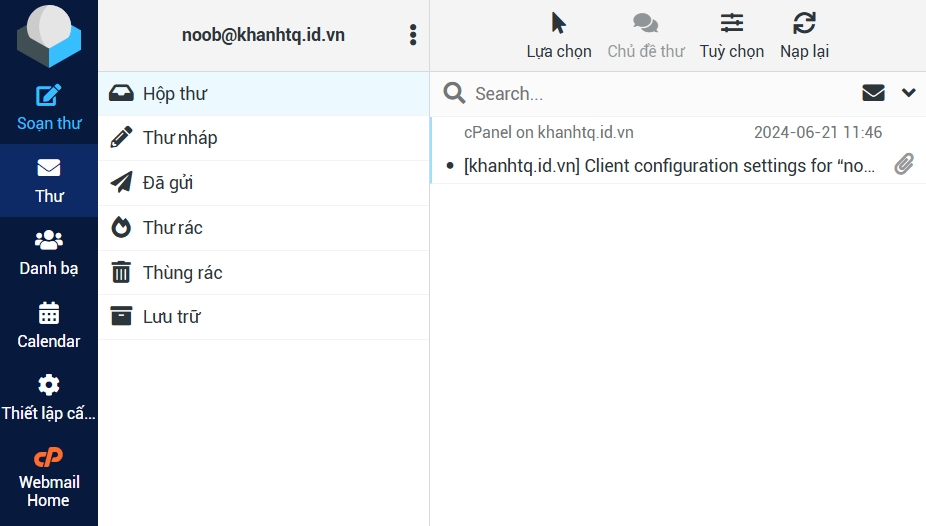 Soạn thư
Thư
Danh bạ
Calendar
Thiết lập cấ...
cP
Webmail
Home
noob@khanhtq.id.vn
Hộp thư
Thư nháp
Đã gửi
Thư rác
Thùng rác
Lưu trữ
Lựa chọn
Chủ đề thư
Tuỳ chọn
Nạp lại
Search...
cPanel on khanhtq.id.vn
2024-06-21 11:46
[khanhtq.id.vn] Client configuration settings for “no...